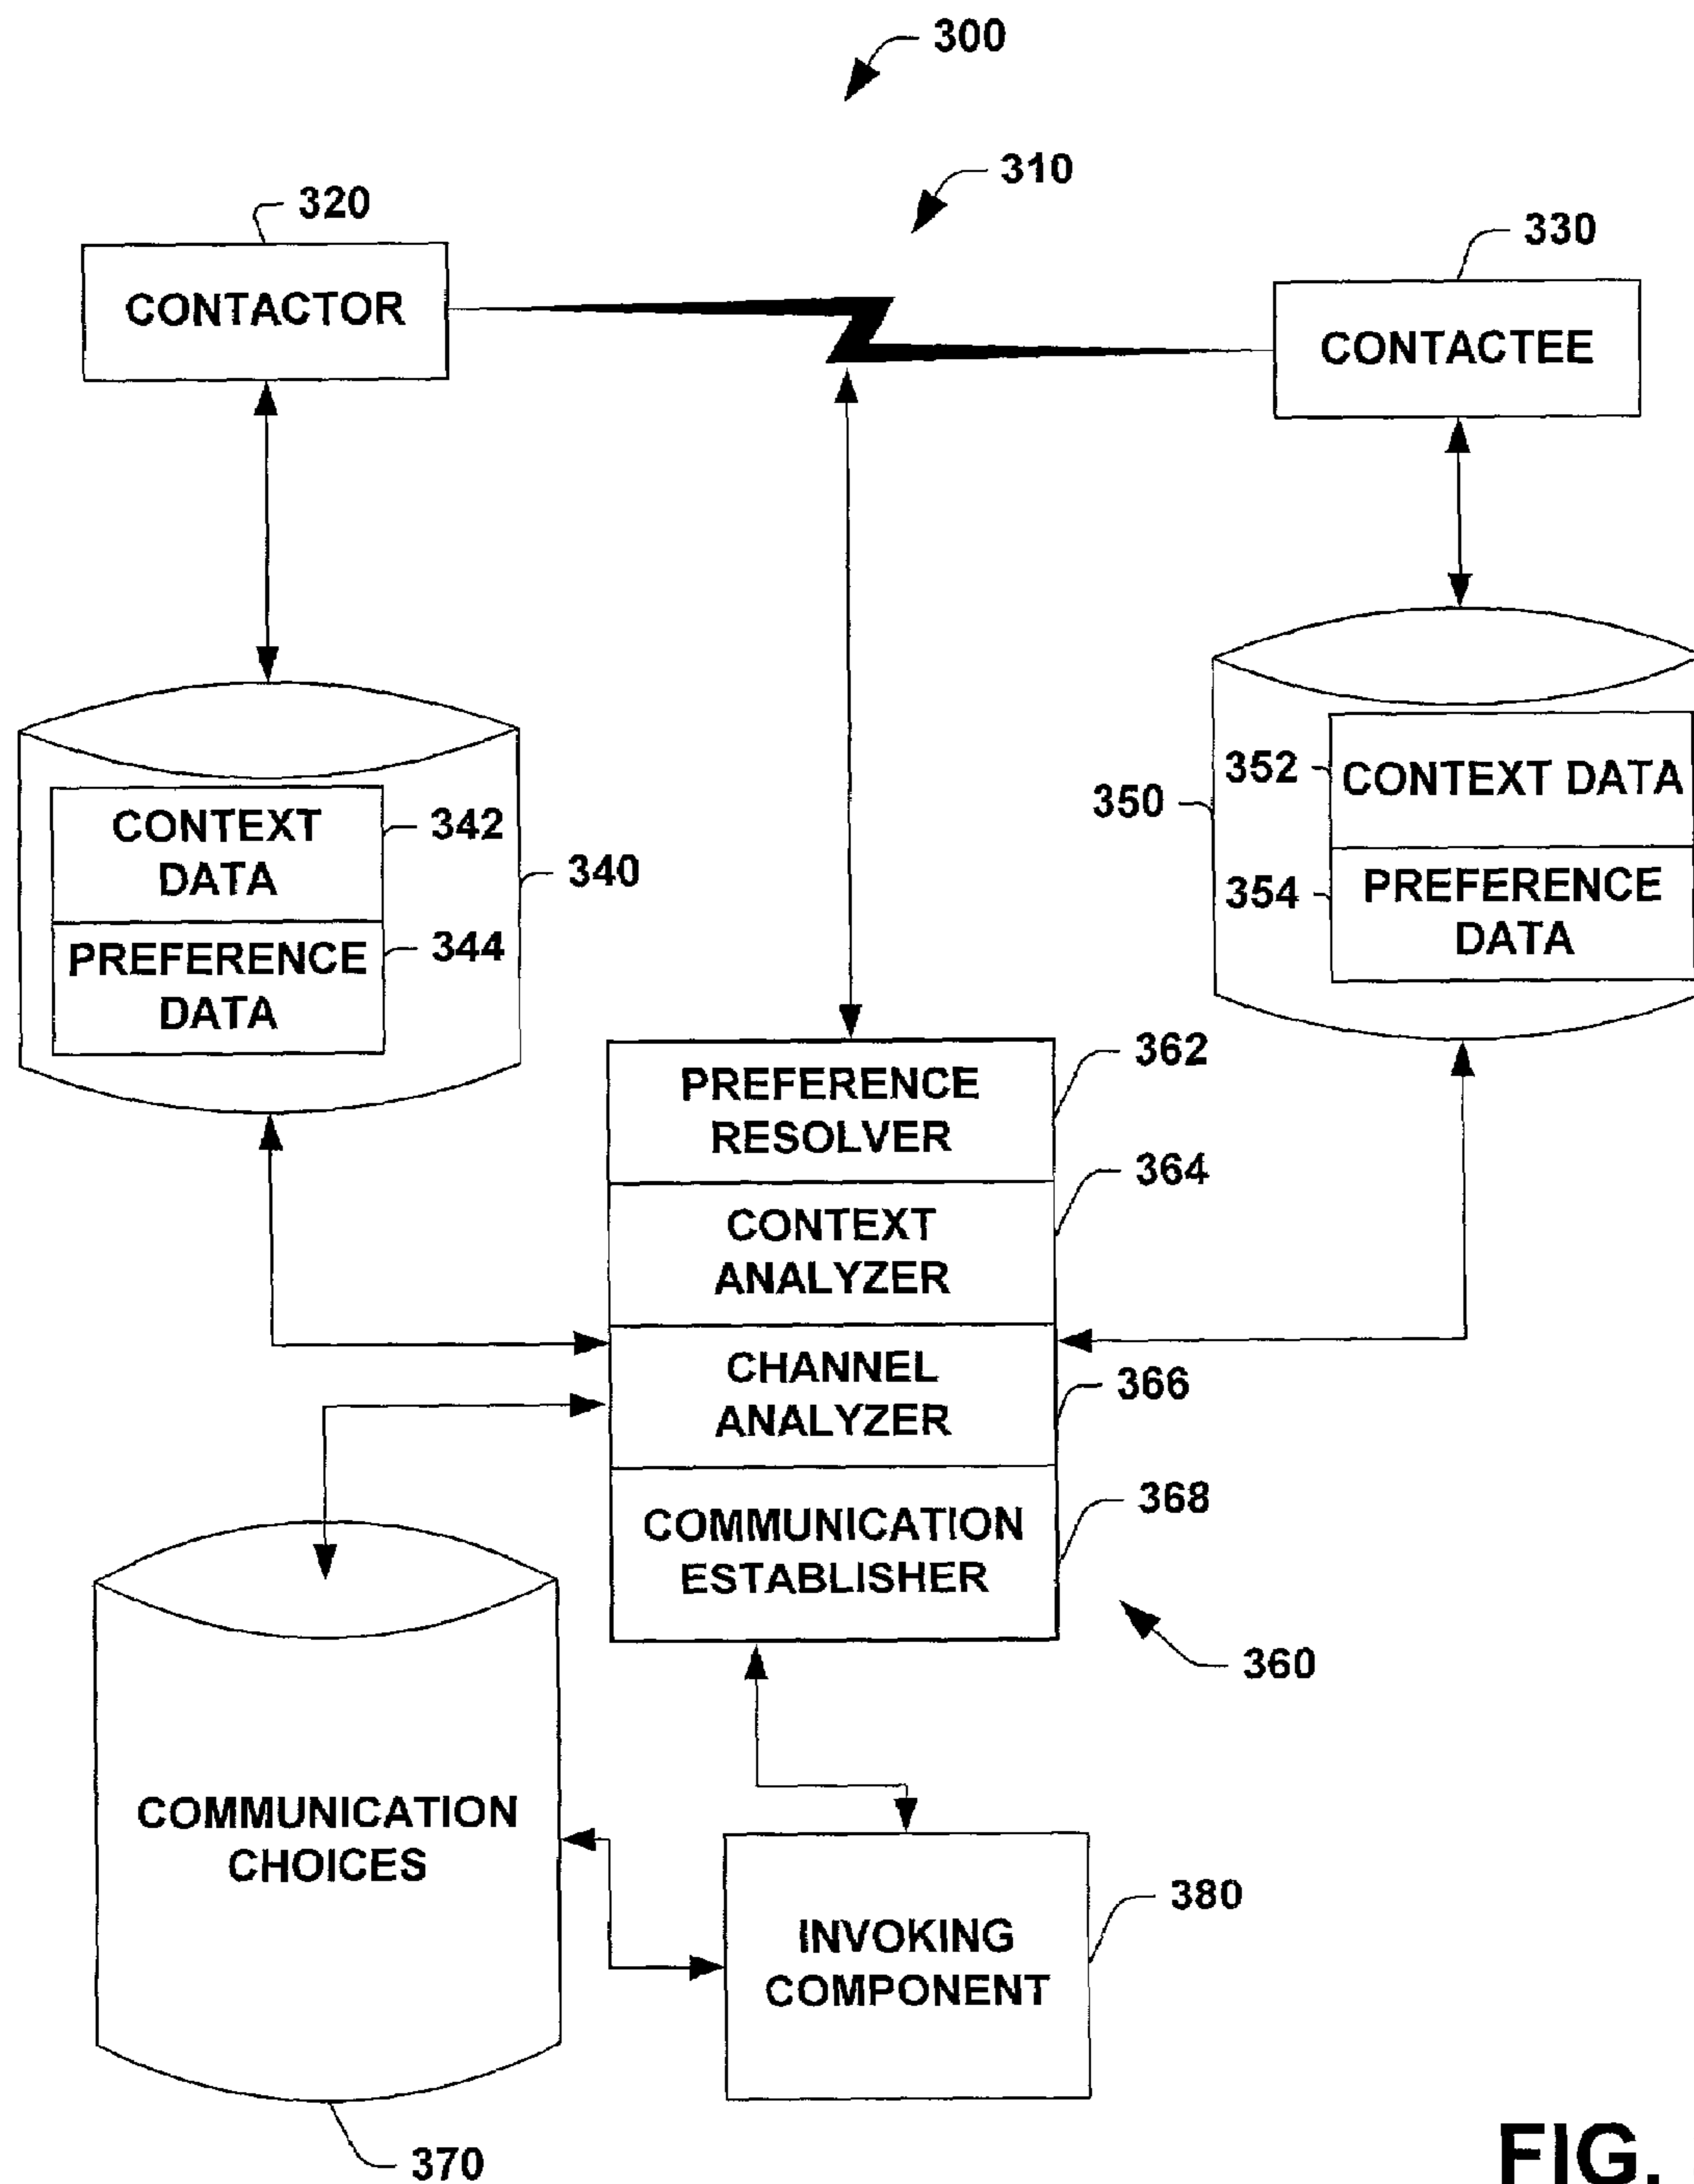 300
310
320
330
CONTACTOR
CONTACTEE
CONTEXT
DATA
342
PREFERENCE
DATA
344
340
352
CONTEXT DATA
350
354
PREFERENCE
DATA
PREFERENCE
RESOLVER
362
CONTEXT
ANALYZER
364
CHANNEL
ANALYZER
366
COMMUNICATION
ESTABLISHER
368
360
COMMUNICATION
CHOICES
370
INVOKING
COMPONENT
380
FIG.